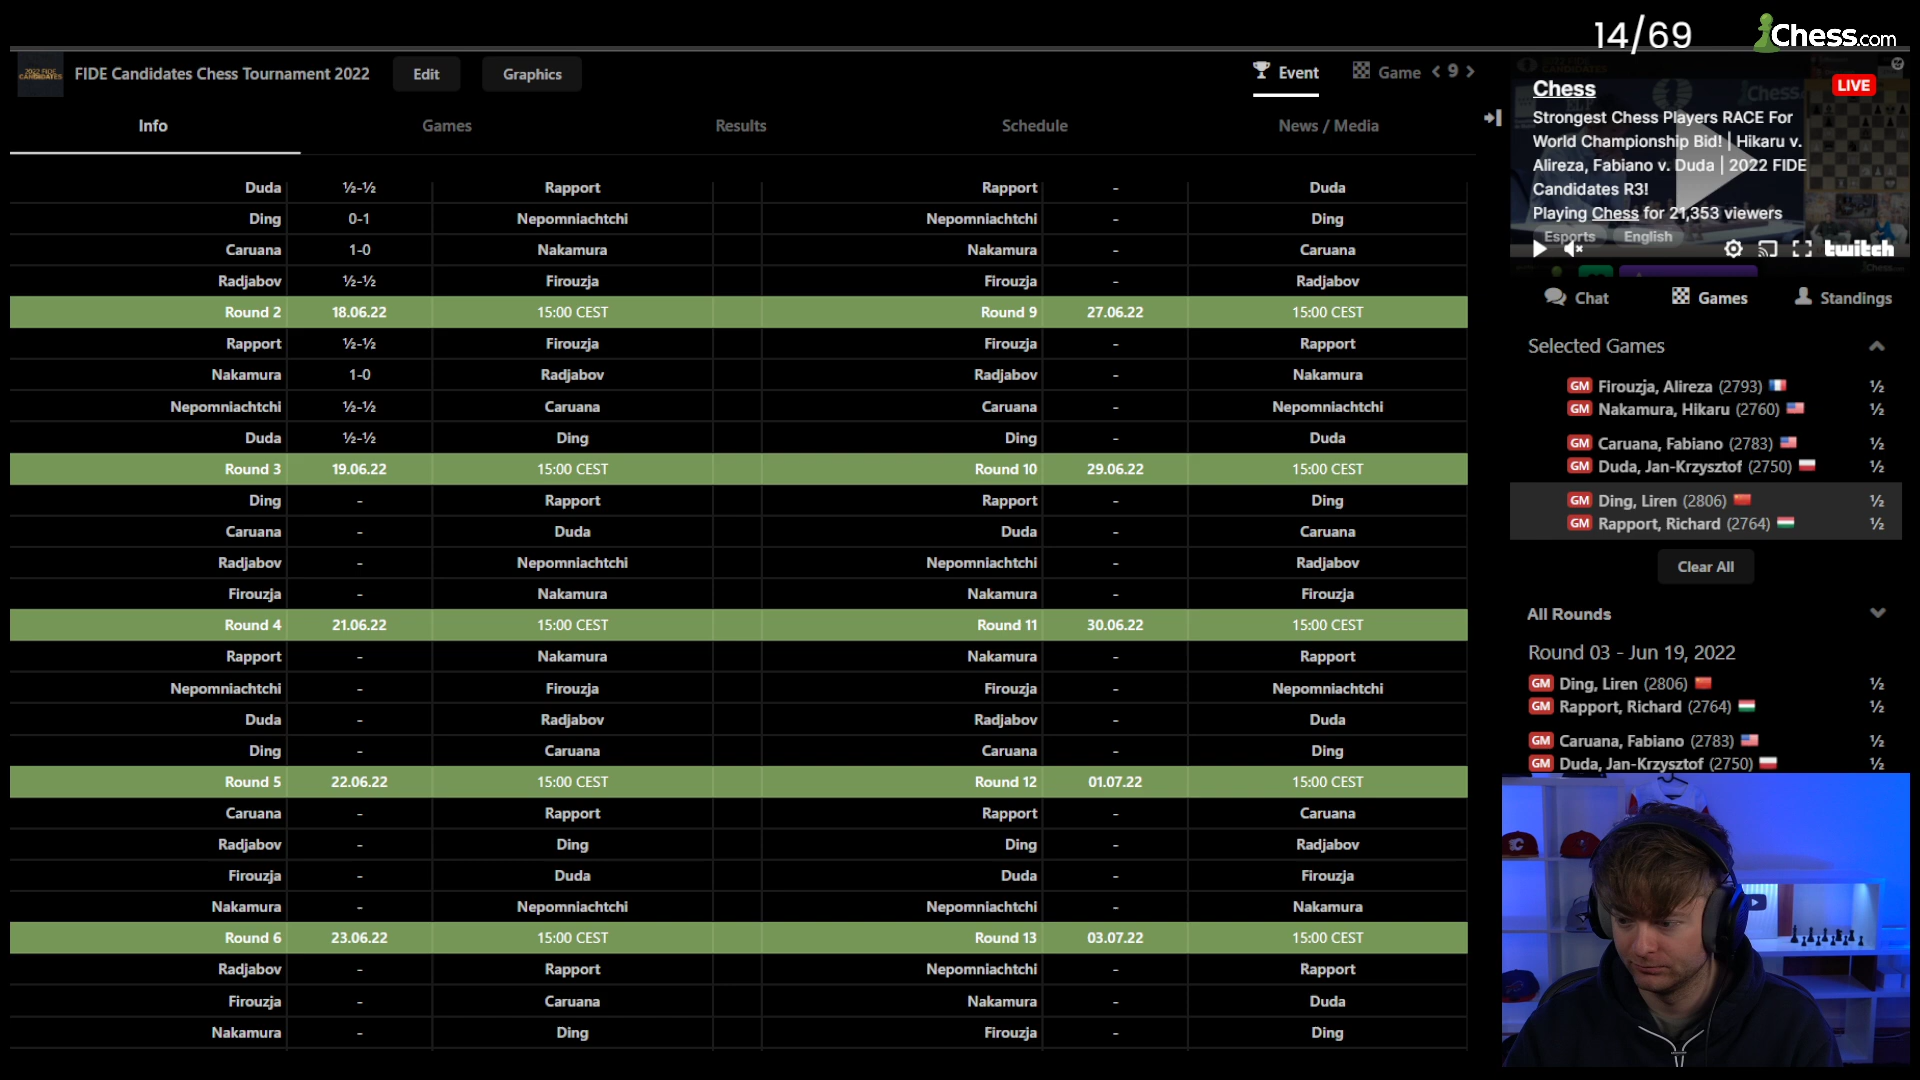 14/69
Chess.com
FIDE Candidates Chess Tournament 2022
Edit
Graphics
Event
Game < 9 >
Info
Games
Results
Schedule
News / Media
Duda ½-½ Rapport Rapport - Duda
Ding 0-1 Nepomniachtchi Nepomniachtchi - Ding
Caruana 1-0 Nakamura Nakamura - Caruana
Radjabov ½-½ Firouzja Firouzja - Radjabov
Round 2 18.06.22 15:00 CEST Round 9 27.06.22 15:00 CEST
Rapport ½-½ Firouzja Firouzja - Rapport
Nakamura 1-0 Radjabov Radjabov - Nakamura
Nepomniachtchi ½-½ Caruana Caruana - Nepomniachtchi
Duda ½-½ Ding Ding - Duda
Round 3 19.06.22 15:00 CEST Round 10 29.06.22 15:00 CEST
Ding - Rapport Rapport - Ding
Caruana - Duda Duda - Caruana
Radjabov - Nepomniachtchi Nepomniachtchi - Radjabov
Firouzja - Nakamura Nakamura - Firouzja
Round 4 21.06.22 15:00 CEST Round 11 30.06.22 15:00 CEST
Rapport - Nakamura Nakamura - Rapport
Nepomniachtchi - Firouzja Firouzja - Nepomniachtchi
Duda - Radjabov Radjabov - Duda
Ding - Caruana Caruana - Ding
Round 5 22.06.22 15:00 CEST Round 12 01.07.22 15:00 CEST
Caruana - Rapport Rapport - Caruana
Radjabov - Ding Ding - Radjabov
Firouzja - Duda Duda - Firouzja
Nakamura - Nepomniachtchi Nepomniachtchi - Nakamura
Round 6 23.06.22 15:00 CEST Round 13 03.07.22 15:00 CEST
Radjabov - Rapport Nepomniachtchi - Rapport
Firouzja - Caruana Nakamura - Duda
Nakamura - Ding Firouzja - Ding
Chess
LIVE
Strongest Chess Players RACE For
World Championship Bid! | Hikaru v.
Alireza, Fabiano v. Duda | 2022 FIDE
Candidates R3!
Playing Chess for 21,353 viewers
Esports English
twitch
Chat
Games
Standings
Selected Games
GM Firouzja, Alireza (2793) ½
GM Nakamura, Hikaru (2760) ½
GM Caruana, Fabiano (2783) ½
GM Duda, Jan-Krzysztof (2750) ½
GM Ding, Liren (2806) ½
GM Rapport, Richard (2764) ½
Clear All
All Rounds
Round 03 - Jun 19, 2022
GM Ding, Liren (2806) ½
GM Rapport, Richard (2764) ½
GM Caruana, Fabiano (2783) ½
GM Duda, Jan-Krzysztof (2750) ½